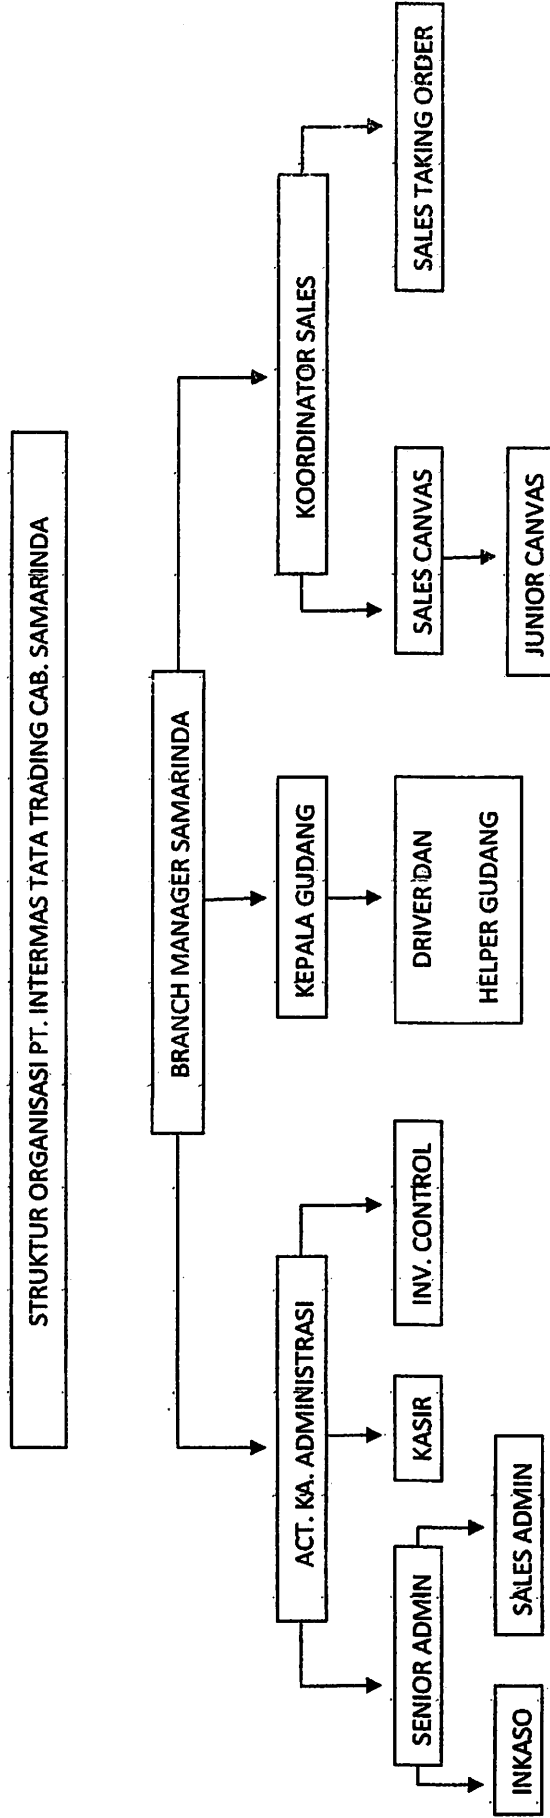 STRUKTUR ORGANISASI PT. INTERMAS TATA TRADING CAB. SAMARINDA
BRANCH MANAGER SAMARINDA
ACT. KA. ADMINISTRASI
KEPALA GUDANG
KOORDINATOR SALES
SENIOR ADMIN
KASIR
INV. CONTROL
DRIVER DAN
HELPER GUDANG
SALES CANVAS
SALES TAKING ORDER
INKASO
SALES ADMIN
JUNIOR CANVAS